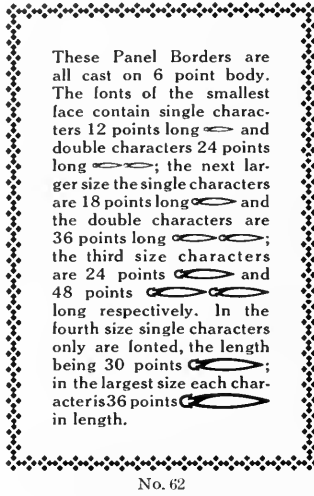 These Panel Borders are
all cast on 6 point body.
The fonts of the smallest
face contain single charac-
ters 12 points long and
double characters 24 points
long ; the next lar-
ger size the single characters
are 18 points long and
the double characters are
36 points long ;
the third size characters
are 24 points and
48 points
long respectively. In the
fourth size single characters
only are fonted, the length
being 30 points ;
in the largest size each char-
acter is 36 points
in length.
No. 62